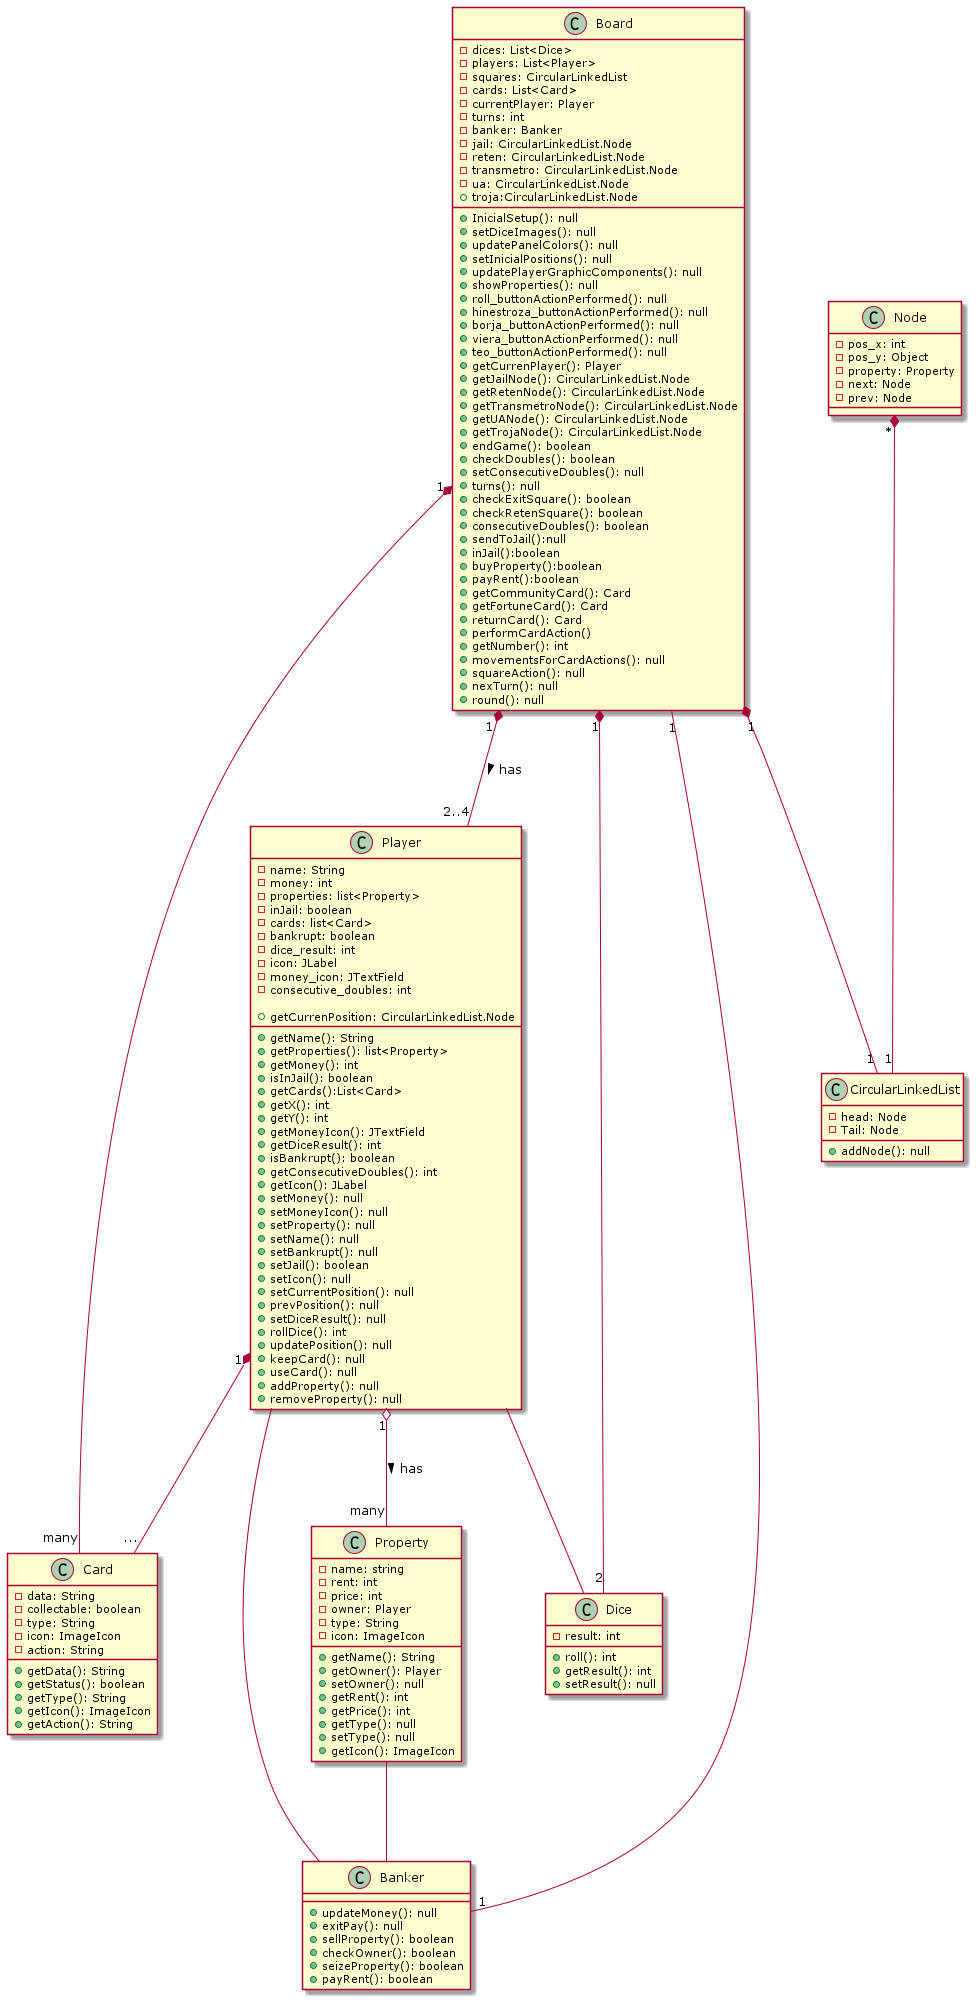 C Board
dices: List<Dice>
players: List<Player>
squares: CircularLinkedList
cards: List<Card>
currentPlayer: Player
turns: int
banker: Banker
jail: CircularLinkedList.Node
reten: CircularLinkedList.Node
transmetro: CircularLinkedList.Node
ua: CircularLinkedList.Node
troja:CircularLinkedList.Node
InicialSetup(): null
setDiceImages(): null
updatePanelColors(): null
setInicialPositions(): null
updatePlayerGraphicComponents(): null
showProperties(): null
roll_buttonActionPerformed(): null
hinestroza_buttonActionPerformed(): null
borja_buttonActionPerformed(): null
viera_buttonActionPerformed(): null
teo_buttonActionPerformed(): null
getCurrenPlayer(): Player
getJailNode(): CircularLinkedList.Node
getRetenNode(): CircularLinkedList.Node
getTransmetroNode(): CircularLinkedList.Node
getUANode(): CircularLinkedList.Node
getTrojaNode(): CircularLinkedList.Node
endGame(): boolean
checkDoubles(): boolean
setConsecutiveDoubles(): null
turns(): null
checkExitSquare(): boolean
checkRetenSquare(): boolean
consecutiveDoubles(): boolean
sendToJail():null
inJail():boolean
buyProperty():boolean
payRent():boolean
getCommunityCard(): Card
getFortuneCard(): Card
returnCard(): Card
performCardAction()
getNumber(): int
movementsForCardActions(): null
squareAction(): null
nexTurn(): null
round(): null
C Node
pos_x: int
pos_y: Object
property: Property
next: Node
prev: Node
*
1
1
1
1
1
has
2..4
C Player
name: String
money: int
properties: list<Property>
inJail: boolean
cards: list<Card>
bankrupt: boolean
dice_result: int
icon: JLabel
money_icon: JTextField
consecutive_doubles: int
getCurrenPosition: CircularLinkedList.Node
getName(): String
getProperties(): list<Property>
getMoney(): int
isInJail(): boolean
getCards():List<Card>
getX(): int
getY(): int
getMoneyIcon(): JTextField
getDiceResult(): int
isBankrupt(): boolean
getConsecutiveDoubles(): int
getIcon(): JLabel
setMoney(): null
setMoneyIcon(): null
setProperty(): null
setName(): null
setBankrupt(): null
setJail(): boolean
setIcon(): null
setCurrentPosition(): null
prevPosition(): null
setDiceResult(): null
rollDice(): int
updatePosition(): null
keepCard(): null
useCard(): null
addProperty(): null
removeProperty(): null
1 1
C CircularLinkedList
head: Node
Tail: Node
addNode(): null
1
1
has
many
many
...
2
C Card
data: String
collectable: boolean
type: String
icon: ImageIcon
action: String
getData(): String
getStatus(): boolean
getType(): String
getIcon(): ImageIcon
getAction(): String
C Property
name: string
rent: int
price: int
owner: Player
type: String
icon: ImageIcon
getName(): String
getOwner(): Player
setOwner(): null
getRent(): int
getPrice(): int
getType(): null
setType(): null
getIcon(): ImageIcon
C Dice
result: int
roll(): int
getResult(): int
setResult(): null
1
C Banker
updateMoney(): null
exitPay(): null
sellProperty(): boolean
checkOwner(): boolean
seizeProperty(): boolean
payRent(): boolean